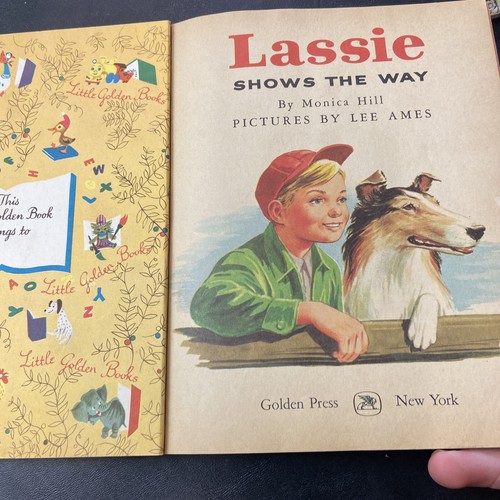 Little Golden Books
This
olden Book
ngs to
Little Golden Books
Little Golden Books
Lassie
SHOWS THE WAY
By Monica Hill
PICTURES BY LEE AMES
Golden Press New York